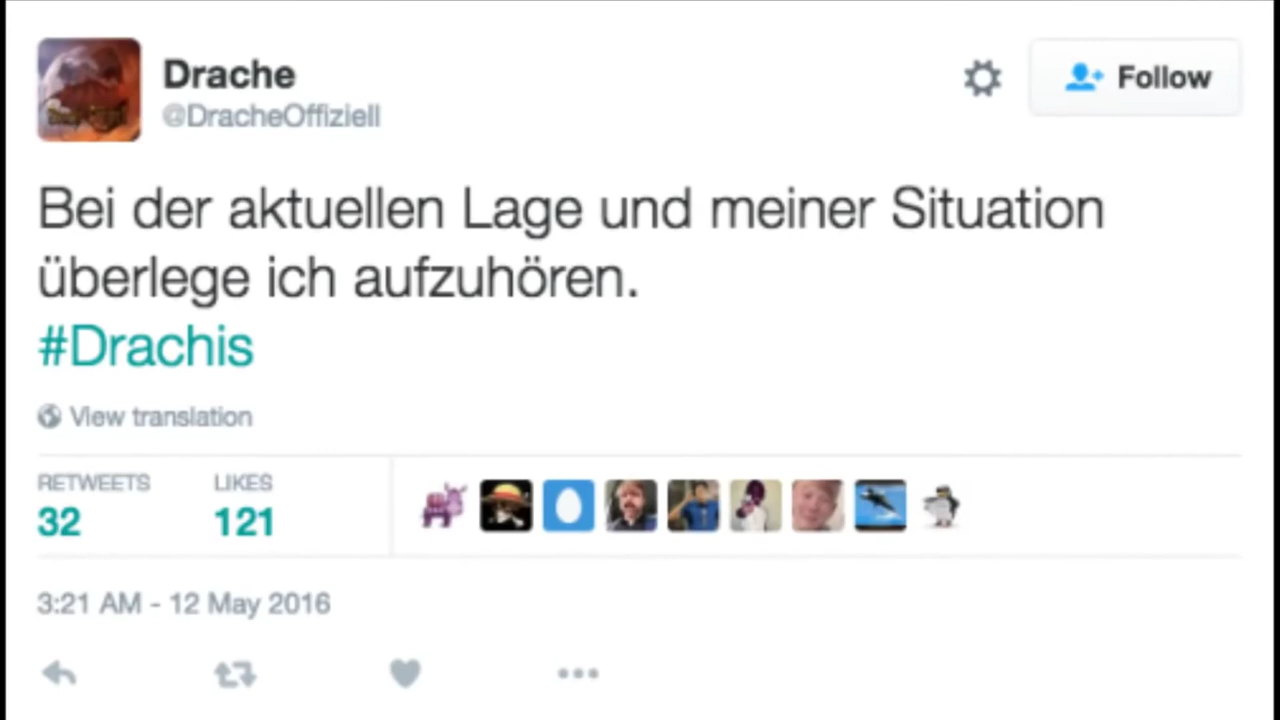 Drache
@DracheOffiziell
Follow
Bei der aktuellen Lage und meiner Situation
überlege ich aufzuhören.
#Drachis
View translation
RETWEETS LIKES
32 121
3:21 AM - 12 May 2016